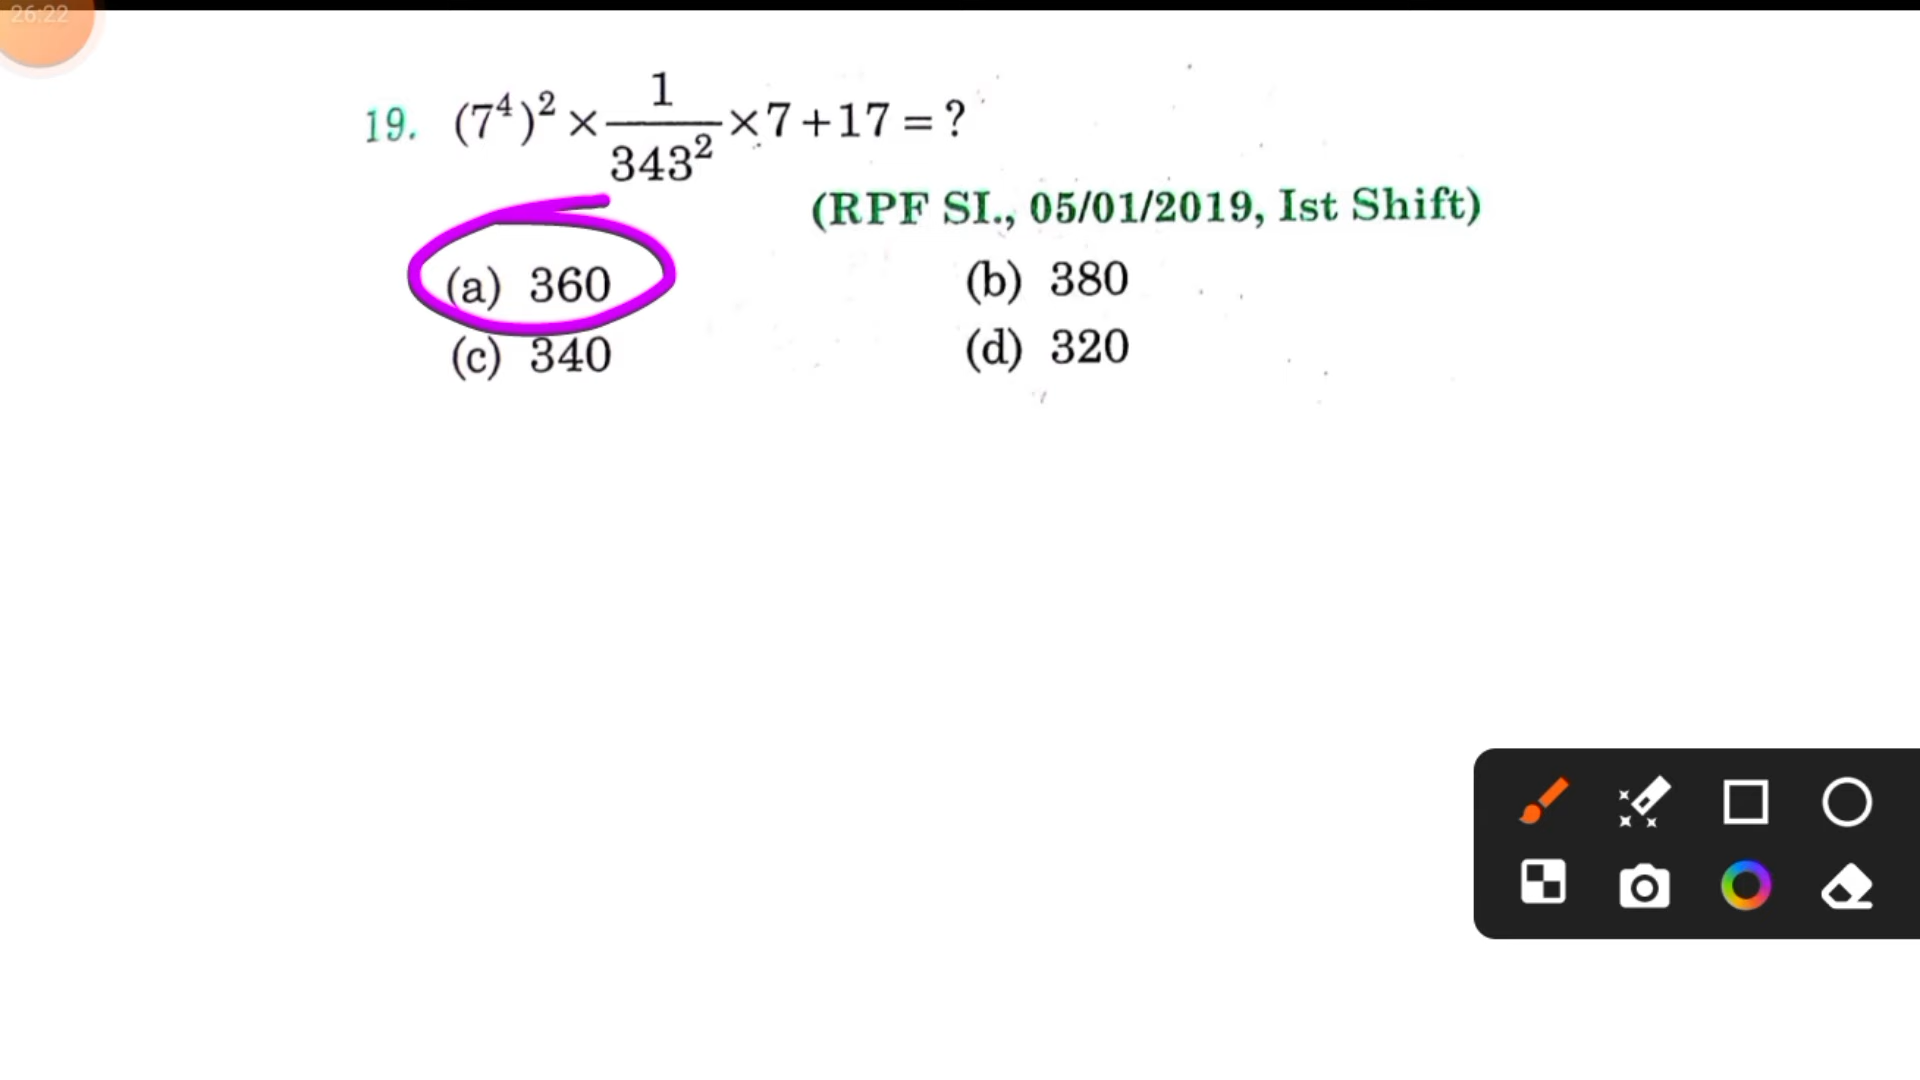 26:22
19. (7⁴)² × 1/343² × 7 + 17 = ?
(RPF SI., 05/01/2019, Ist Shift)
(a) 360 (b) 380
(c) 340 (d) 320